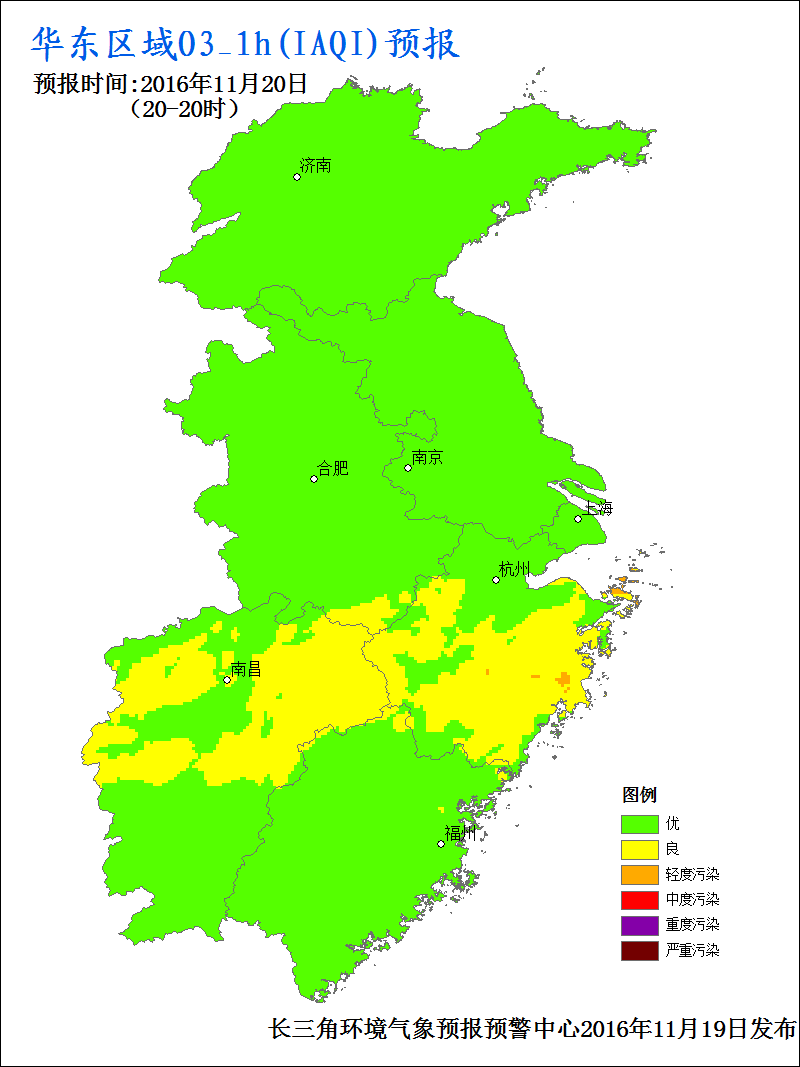 华东区域O3_1h(IAQI)预报
预报时间:2016年11月20日
（20-20时）
济南
南京
合肥
上海
杭州
南昌
福州
图例
优
良
轻度污染
中度污染
重度污染
严重污染
长三角环境气象预报预警中心2016年11月19日发布